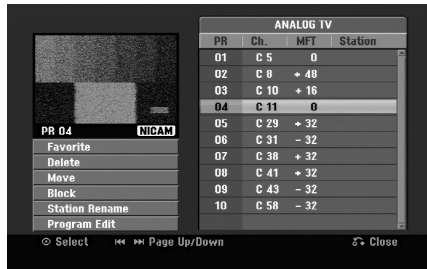 ANALOG TV
PR Ch. MFT Station
01 C 5 0
02 C 8 + 48
03 C 10 + 16
04 C 11 0
05 C 29 + 32
06 C 31 - 32
07 C 38 + 32
08 C 41 + 32
09 C 43 - 32
10 C 58 - 32
PR 04 NICAM
Favorite
Delete
Move
Block
Station Rename
Program Edit
Select Page Up/Down Close